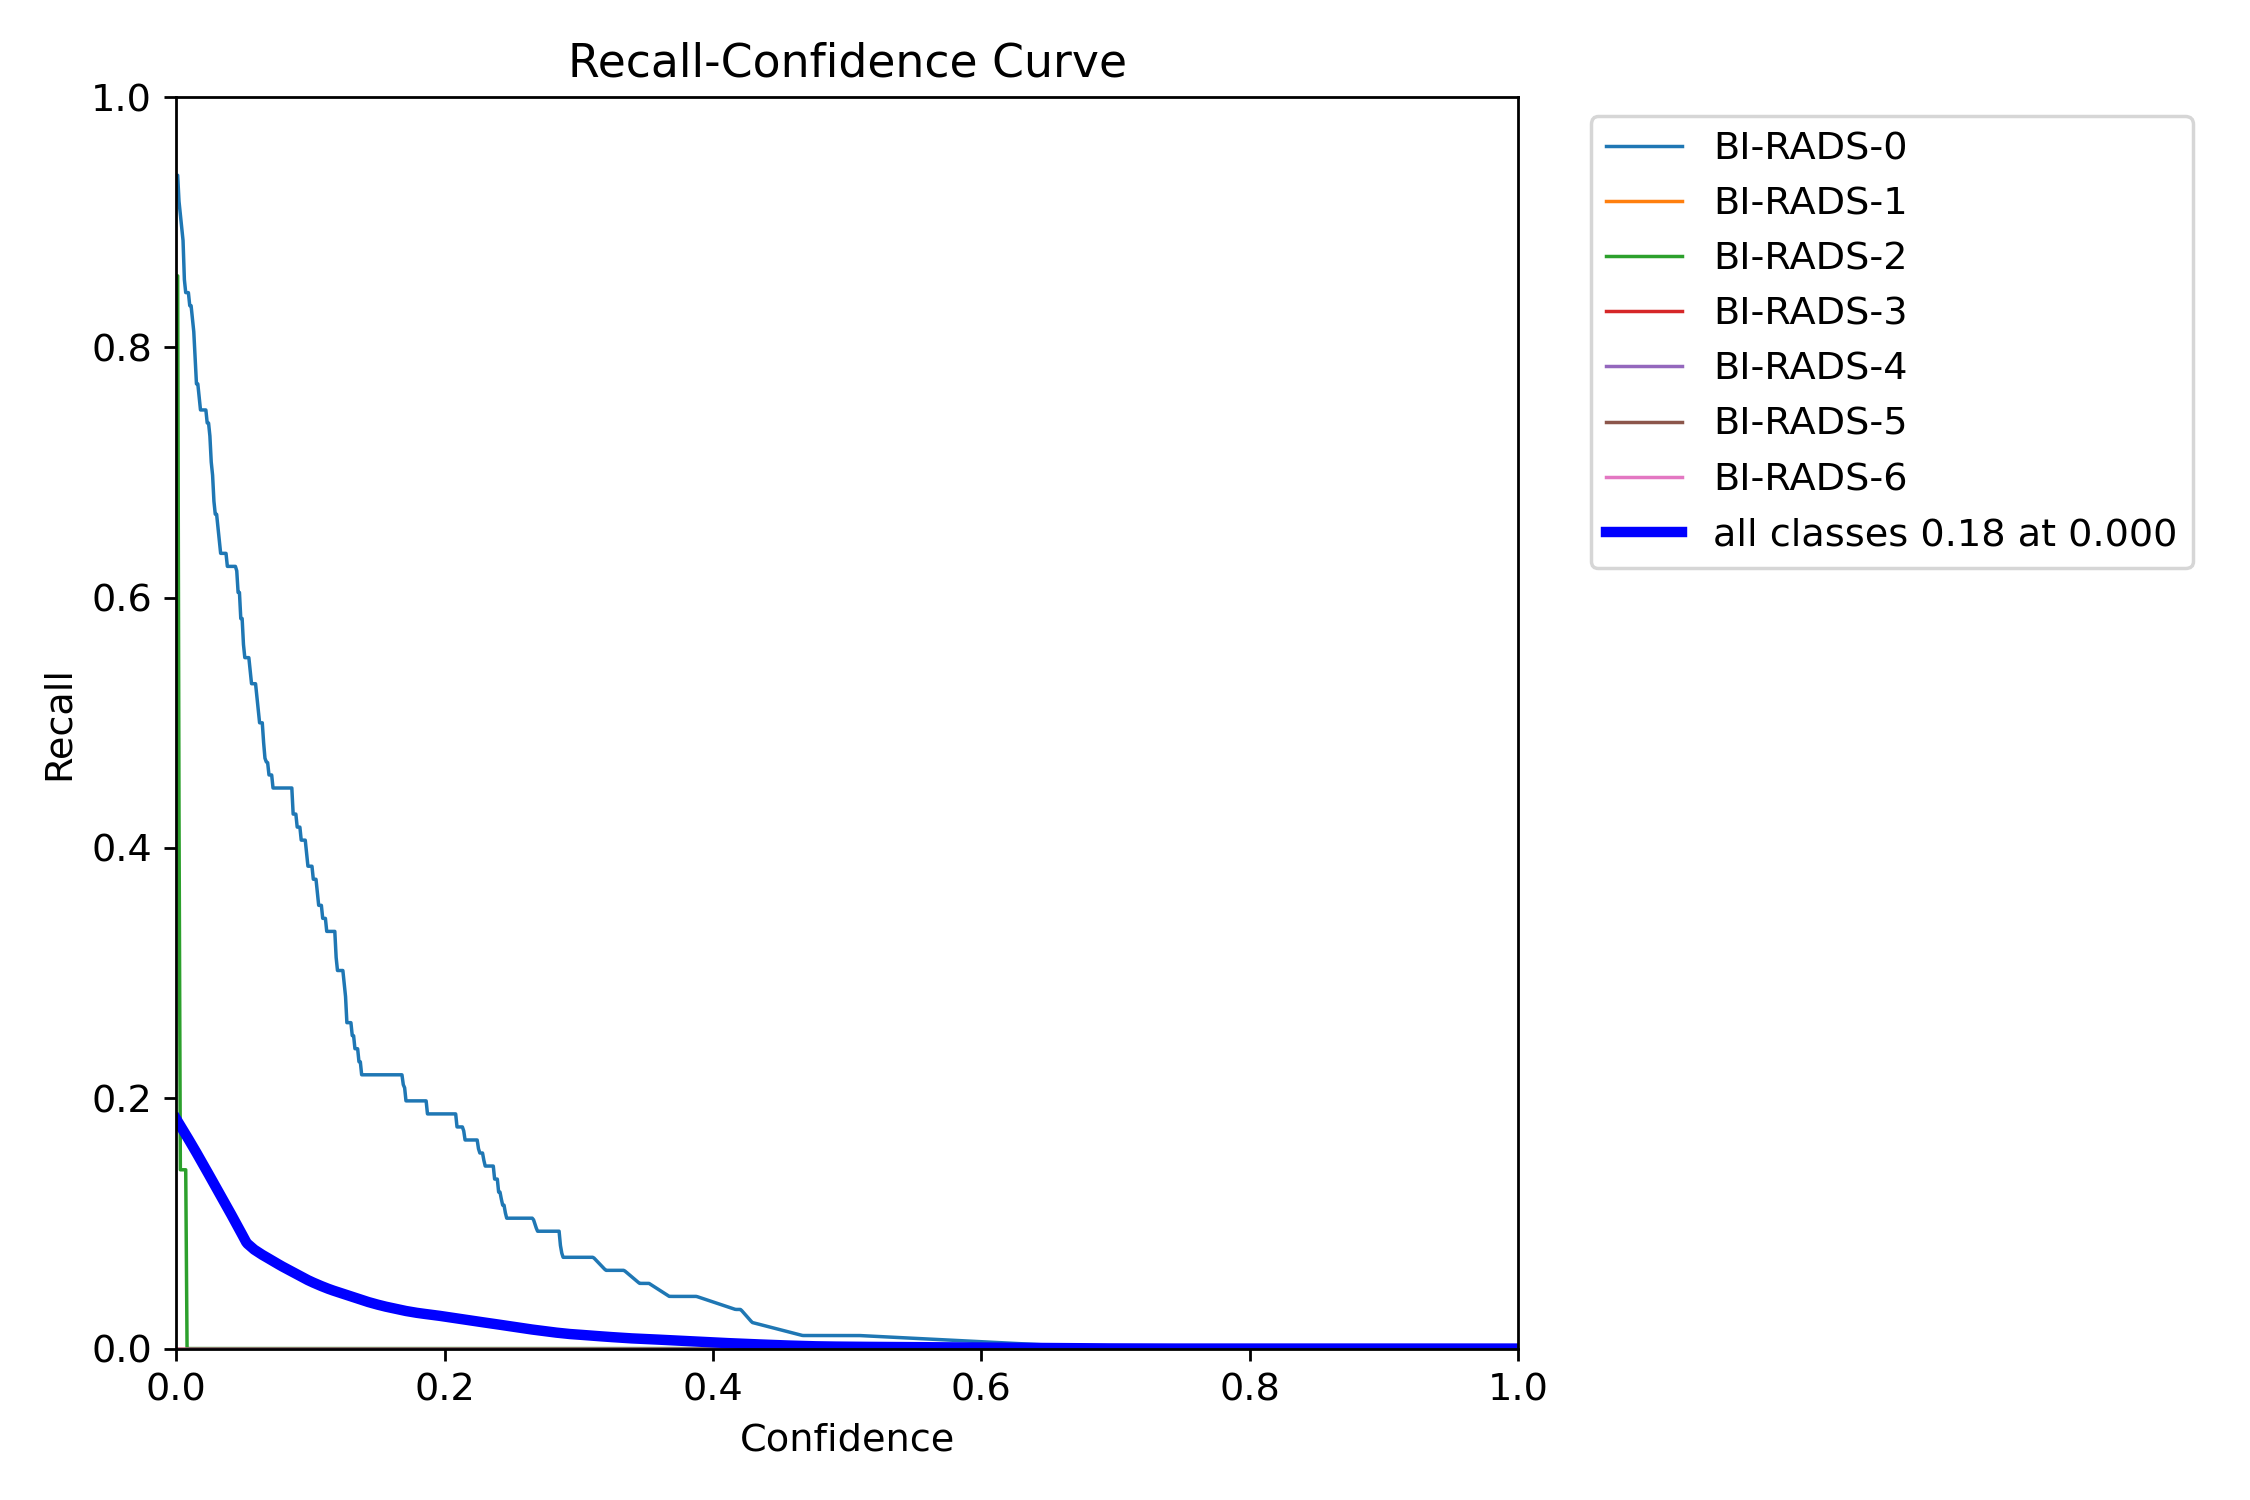 Recall-Confidence Curve
1.0
0.8
0.6
0.4
0.2
0.0
Recall
0.0 0.2 0.4 0.6 0.8 1.0
Confidence
BI-RADS-0
BI-RADS-1
BI-RADS-2
BI-RADS-3
BI-RADS-4
BI-RADS-5
BI-RADS-6
all classes 0.18 at 0.000